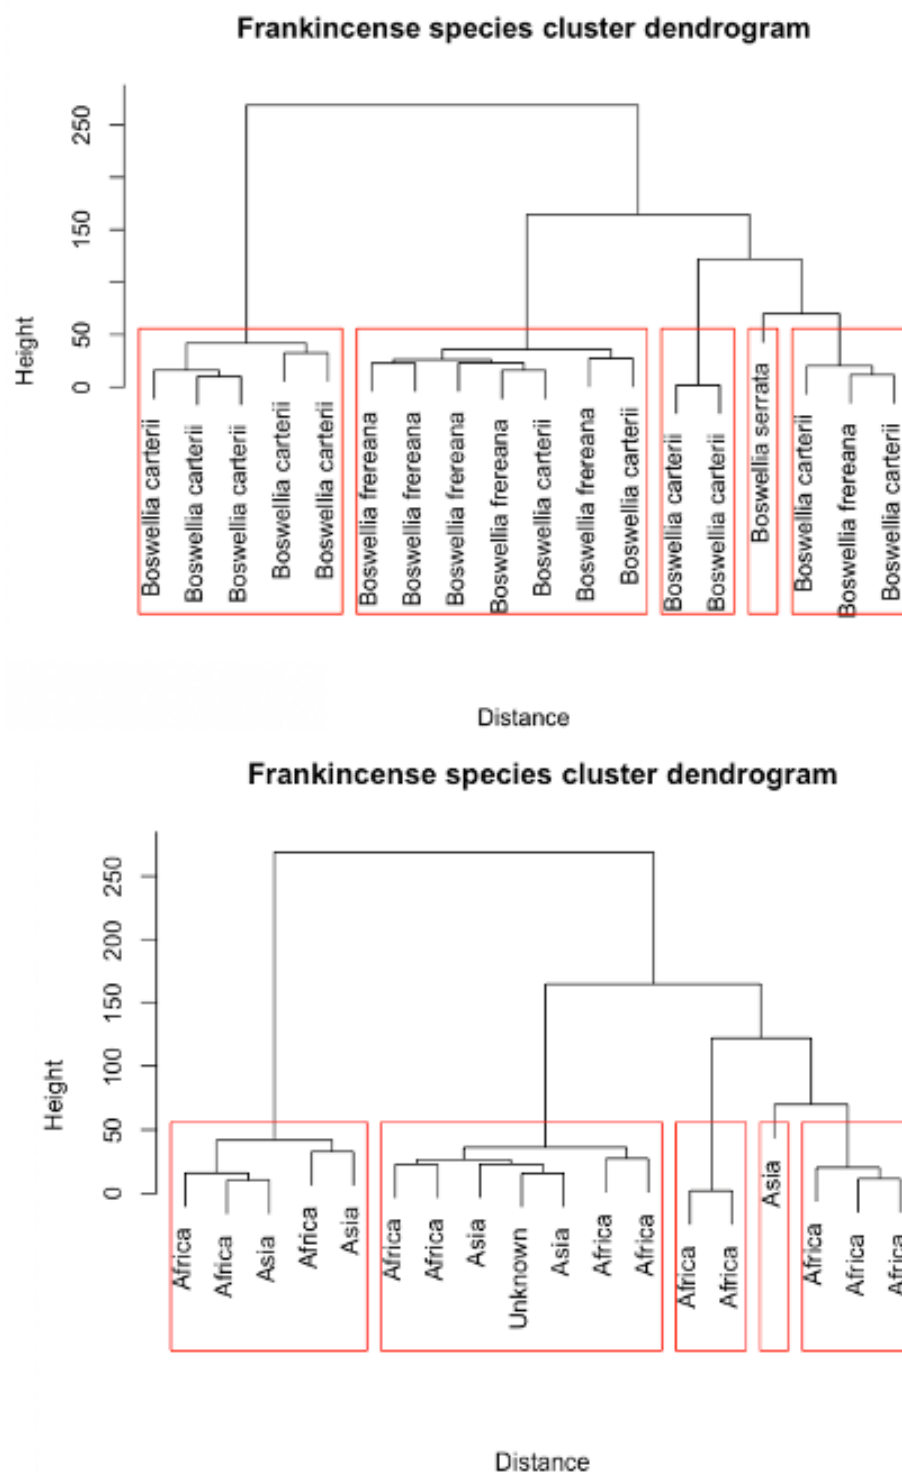 Frankincense species cluster dendrogram
250
150
50
0
Height
Boswellia carterii
Boswellia carterii
Boswellia carterii
Boswellia carterii
Boswellia carterii
Boswellia frereana
Boswellia frereana
Boswellia frereana
Boswellia frereana
Boswellia carterii
Boswellia frereana
Boswellia carterii
Boswellia carterii
Boswellia carterii
Boswellia serrata
Boswellia carterii
Boswellia frereana
Boswellia carterii
Distance
Frankincense species cluster dendrogram
250
200
150
100
50
0
Height
Africa
Africa
Asia
Africa
Asia
Africa
Africa
Asia
Unknown
Asia
Africa
Africa
Africa
Africa
Asia
Africa
Africa
Africa
Distance